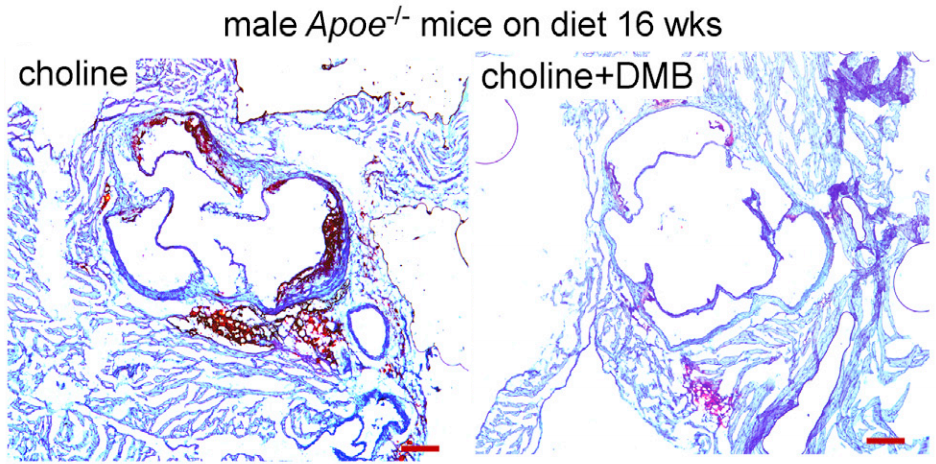 male Apoe-/- mice on diet 16 wks
choline
choline+DMB